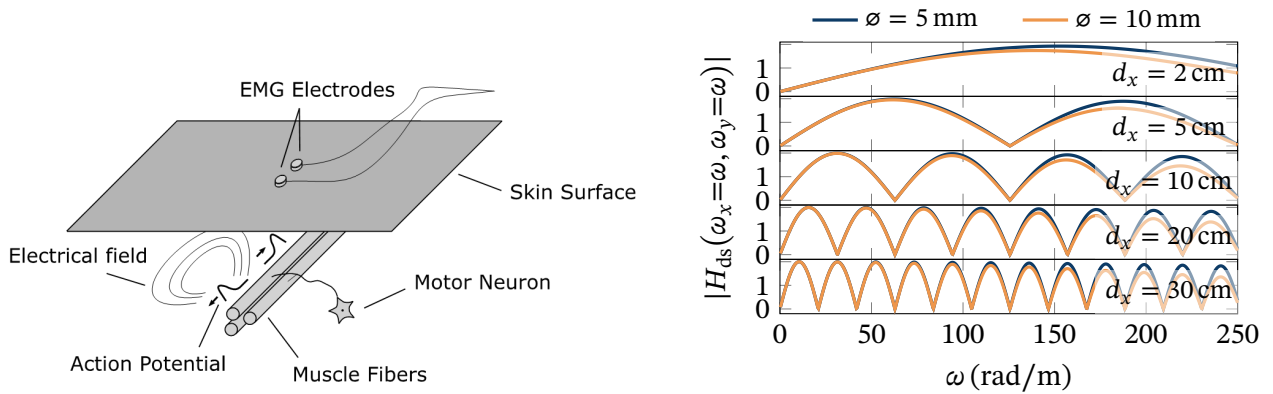 EMG Electrodes
Skin Surface
Electrical field
Motor Neuron
Action Potential
Muscle Fibers
⌀ = 5 mm
⌀ = 10 mm
|H_ds(ω_x=ω, ω_y=ω)|
1
0
d_x = 2 cm
1
0
d_x = 5 cm
1
0
d_x = 10 cm
1
0
d_x = 20 cm
1
0
d_x = 30 cm
0 50 100 150 200 250
ω (rad/m)